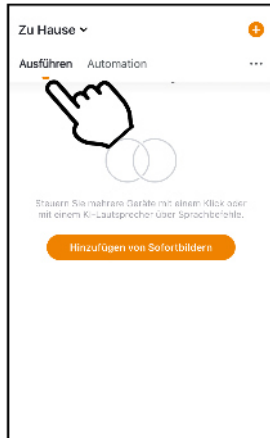 Zu Hause
Ausführen Automation ...
Steuern Sie mehrere Geräte mit einem Klick oder
mit einem KI-Lautsprecher über Sprachbefehle.
Hinzufügen von Sofortbildern